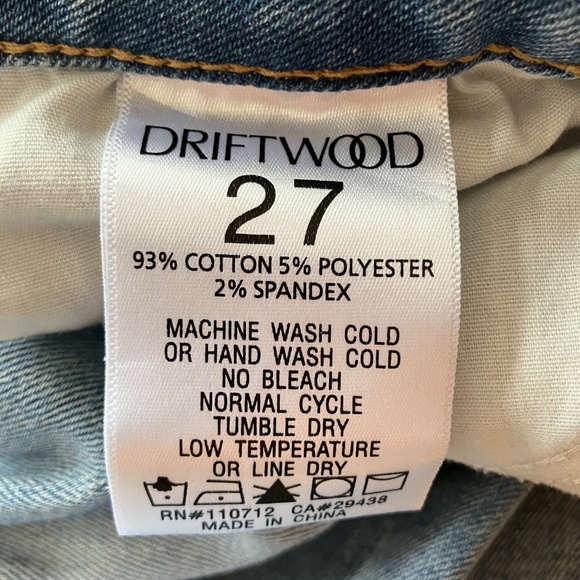 DRIFTWOOD
27
93% COTTON 5% POLYESTER
2% SPANDEX
MACHINE WASH COLD
OR HAND WASH COLD
NO BLEACH
NORMAL CYCLE
TUMBLE DRY
LOW TEMPERATURE
OR LINE DRY
RN#110712 CA#29438
MADE IN CHINA